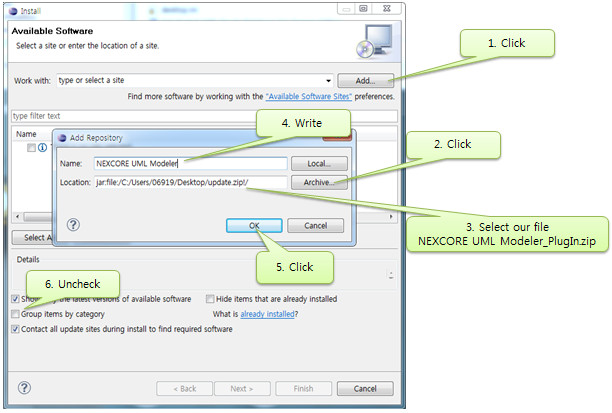 Install
Available Software
Select a site or enter the location of a site.
1. Click
Work with: type or select a site Add...
Find more software by working with the "Available Software Sites" preferences.
type filter text
4. Write
Name
Add Repository
2. Click
Name: NEXCORE UML Modeler Local...
Location: jar:file:/C:/Users/06919/Desktop/update.zip!/ Archive...
3. Select our file
NEXCORE UML Modeler_PlugIn.zip
OK Cancel
Select A
5. Click
Details
6. Uncheck
Show the latest versions of available software Hide items that are already installed
Group items by category What is already installed?
Contact all update sites during install to find required software
< Back Next > Finish Cancel